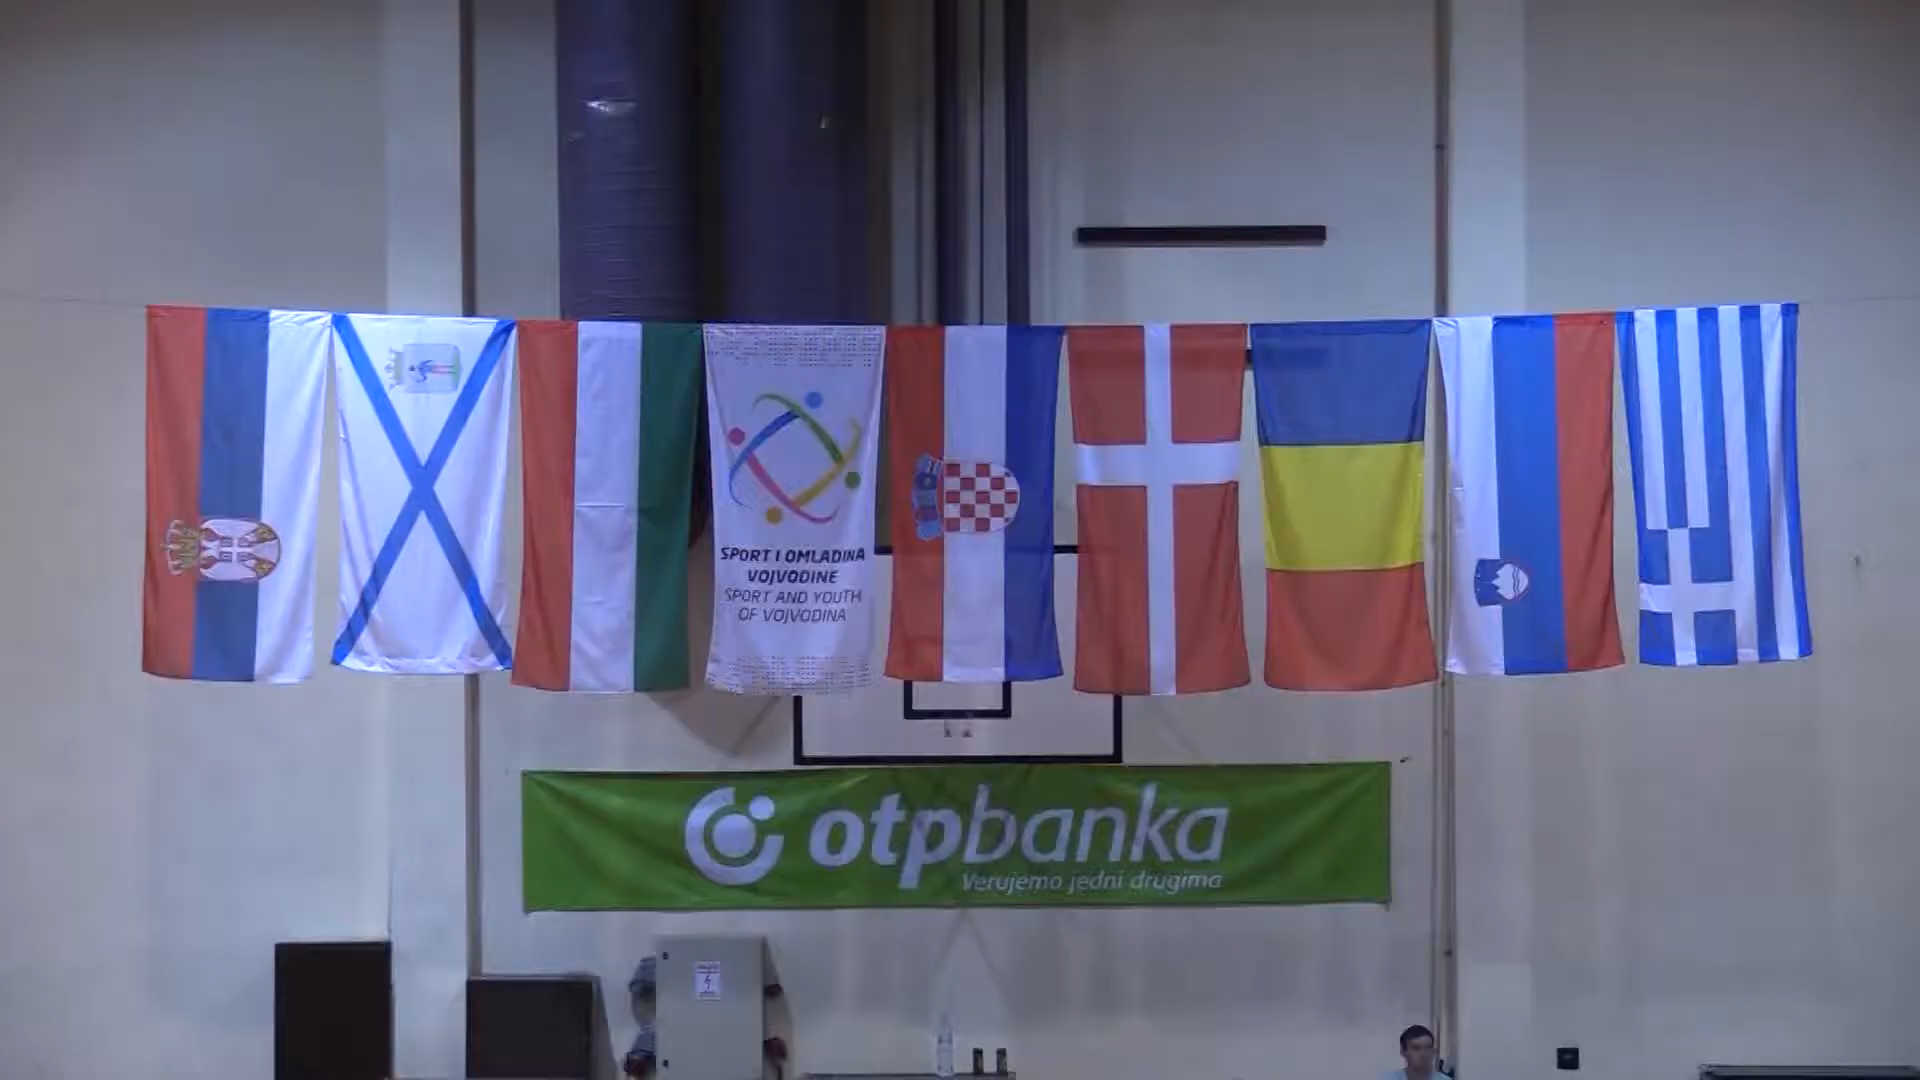 SPORT I OMLADINA
VOJVODINE
SPORT AND YOUTH
OF VOJVODINA
otpbanka
Verujemo jedni drugima